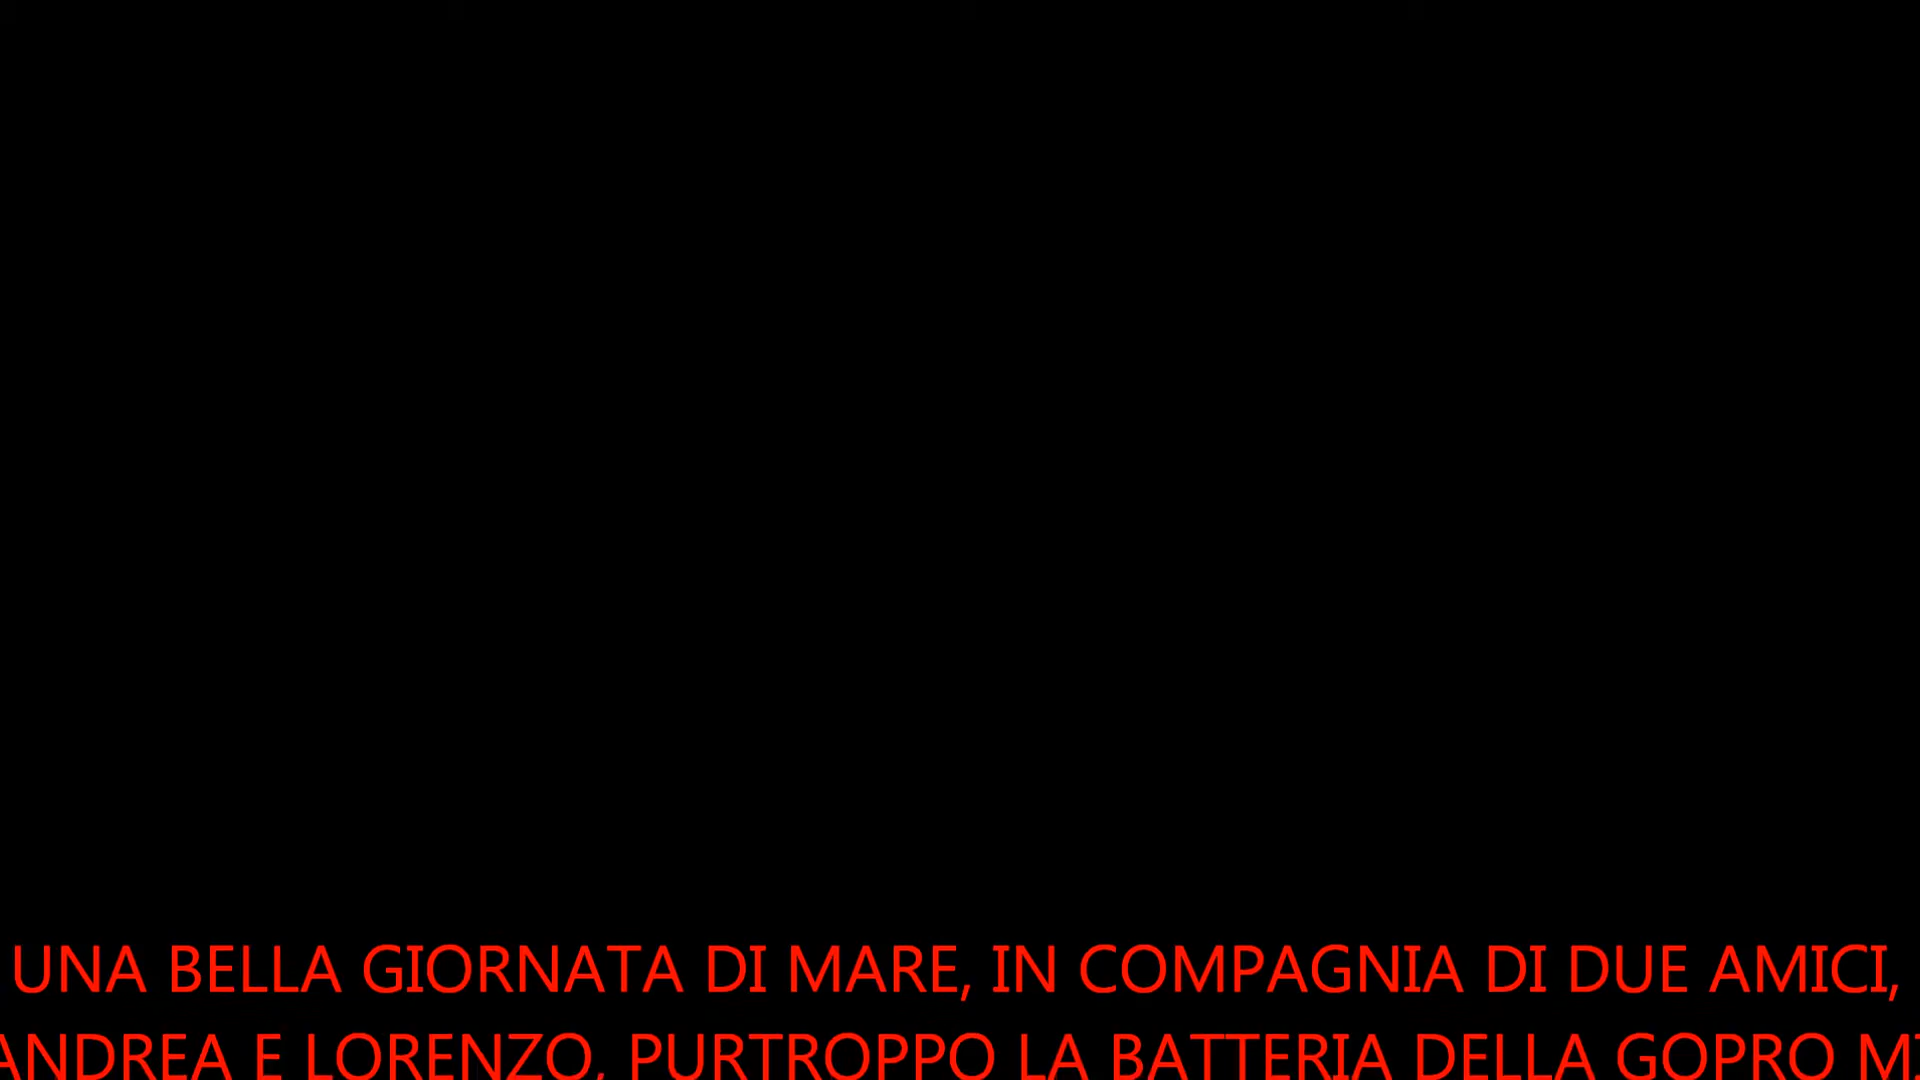 UNA BELLA GIORNATA DI MARE, IN COMPAGNIA DI DUE AMICI,
ANDREA E LORENZO, PURTROPPO LA BATTERIA DELLA GOPRO